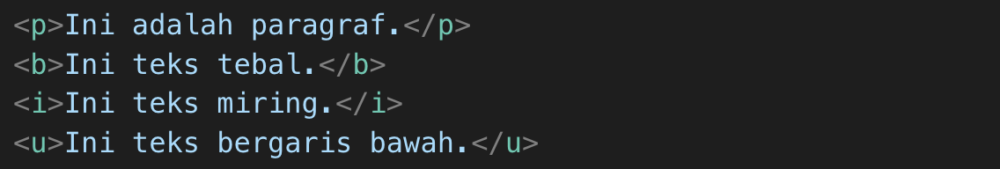 <p>Ini adalah paragraf.</p>
<b>Ini teks tebal.</b>
<i>Ini teks miring.</i>
<u>Ini teks bergaris bawah.</u>